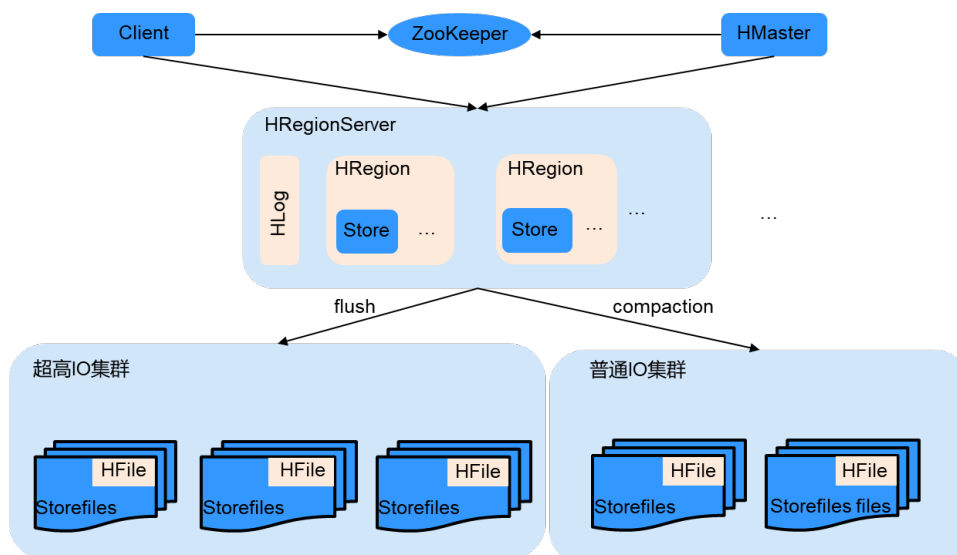 Client
ZooKeeper
HMaster
HRegionServer
HLog
HRegion
Store
...
HRegion
Store
...
...
...
flush
compaction
超高IO集群
HFile
Storefiles
HFile
Storefiles
HFile
Storefiles
普通IO集群
HFile
Storefiles
HFile
Storefiles files